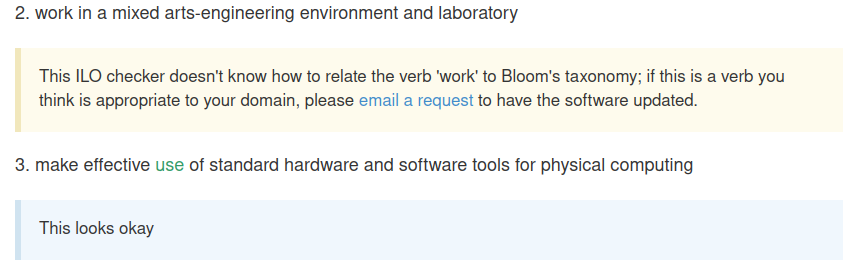 2. work in a mixed arts-engineering environment and laboratory
This ILO checker doesn't know how to relate the verb 'work' to Bloom's taxonomy; if this is a verb you
think is appropriate to your domain, please email a request to have the software updated.
3. make effective use of standard hardware and software tools for physical computing
This looks okay